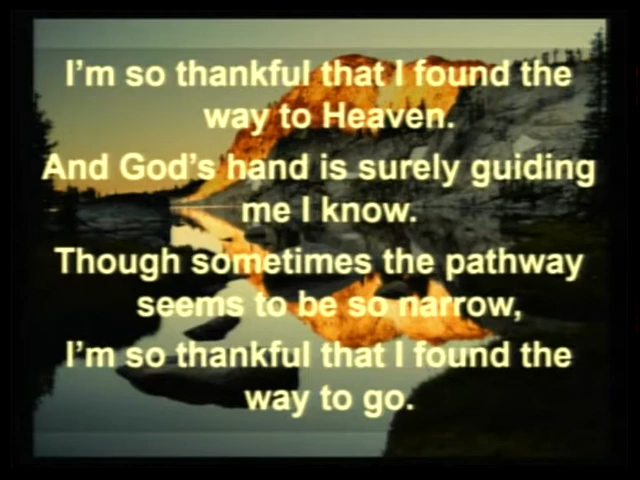 I'm so thankful that I found the
way to Heaven.
And God's hand is surely guiding
me I know.
Though sometimes the pathway
seems to be so narrow,
I'm so thankful that I found the
way to go.